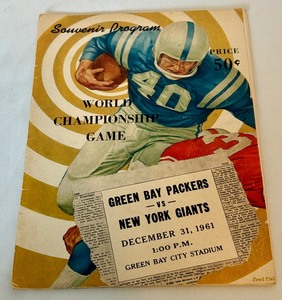 Souvenir Program
PRICE
50¢
40
WORLD
CHAMPIONSHIP
GAME
GREEN BAY PACKERS
- vs -
NEW YORK GIANTS
DECEMBER 31, 1961
1:00 P.M.
GREEN BAY CITY STADIUM